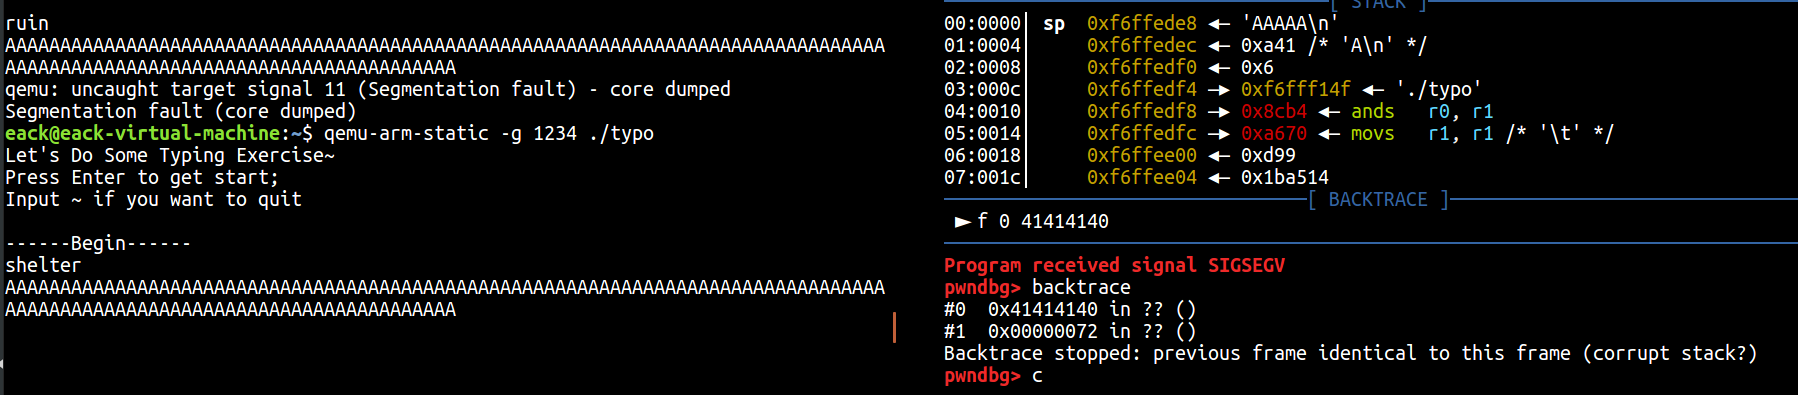 ruin
AAAAAAAAAAAAAAAAAAAAAAAAAAAAAAAAAAAAAAAAAAAAAAAAAAAAAAAAAAAAAAAAAAAAAAAAAAAAAAAA
AAAAAAAAAAAAAAAAAAAAAAAAAAAAAAAAAAAAAAAAA
qemu: uncaught target signal 11 (Segmentation fault) - core dumped
Segmentation fault (core dumped)
eack@eack-virtual-machine:~$ qemu-arm-static -g 1234 ./typo
Let's Do Some Typing Exercise~
Press Enter to get start;
Input ~ if you want to quit
------Begin------
shelter
AAAAAAAAAAAAAAAAAAAAAAAAAAAAAAAAAAAAAAAAAAAAAAAAAAAAAAAAAAAAAAAAAAAAAAAAAAAAAAAA
AAAAAAAAAAAAAAAAAAAAAAAAAAAAAAAAAAAAAAAAA
[ STACK ]
00:0000│ sp 0xf6ffede8 ◂— 'AAAAA\n'
01:0004│ 0xf6ffedec ◂— 0xa41 /* 'A\n' */
02:0008│ 0xf6ffedf0 ◂— 0x6
03:000c│ 0xf6ffedf4 —▸ 0xf6fff14f ◂— './typo'
04:0010│ 0xf6ffedf8 —▸ 0x8cb4 ◂— ands r0, r1
05:0014│ 0xf6ffedfc —▸ 0xa670 ◂— movs r1, r1 /* '\t' */
06:0018│ 0xf6ffee00 ◂— 0xd99
07:001c│ 0xf6ffee04 ◂— 0x1ba514
[ BACKTRACE ]
► f 0 41414140
Program received signal SIGSEGV
pwndbg> backtrace
#0 0x41414140 in ?? ()
#1 0x00000072 in ?? ()
Backtrace stopped: previous frame identical to this frame (corrupt stack?)
pwndbg> c